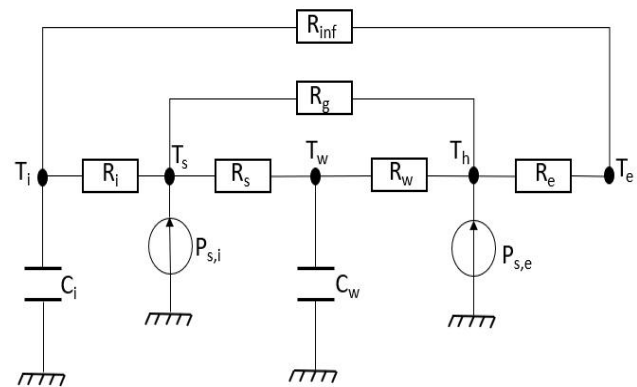 R_inf
R_g
T_i R_i T_s R_s T_w R_w T_h R_e T_e
P_s,i P_s,e
C_i C_w